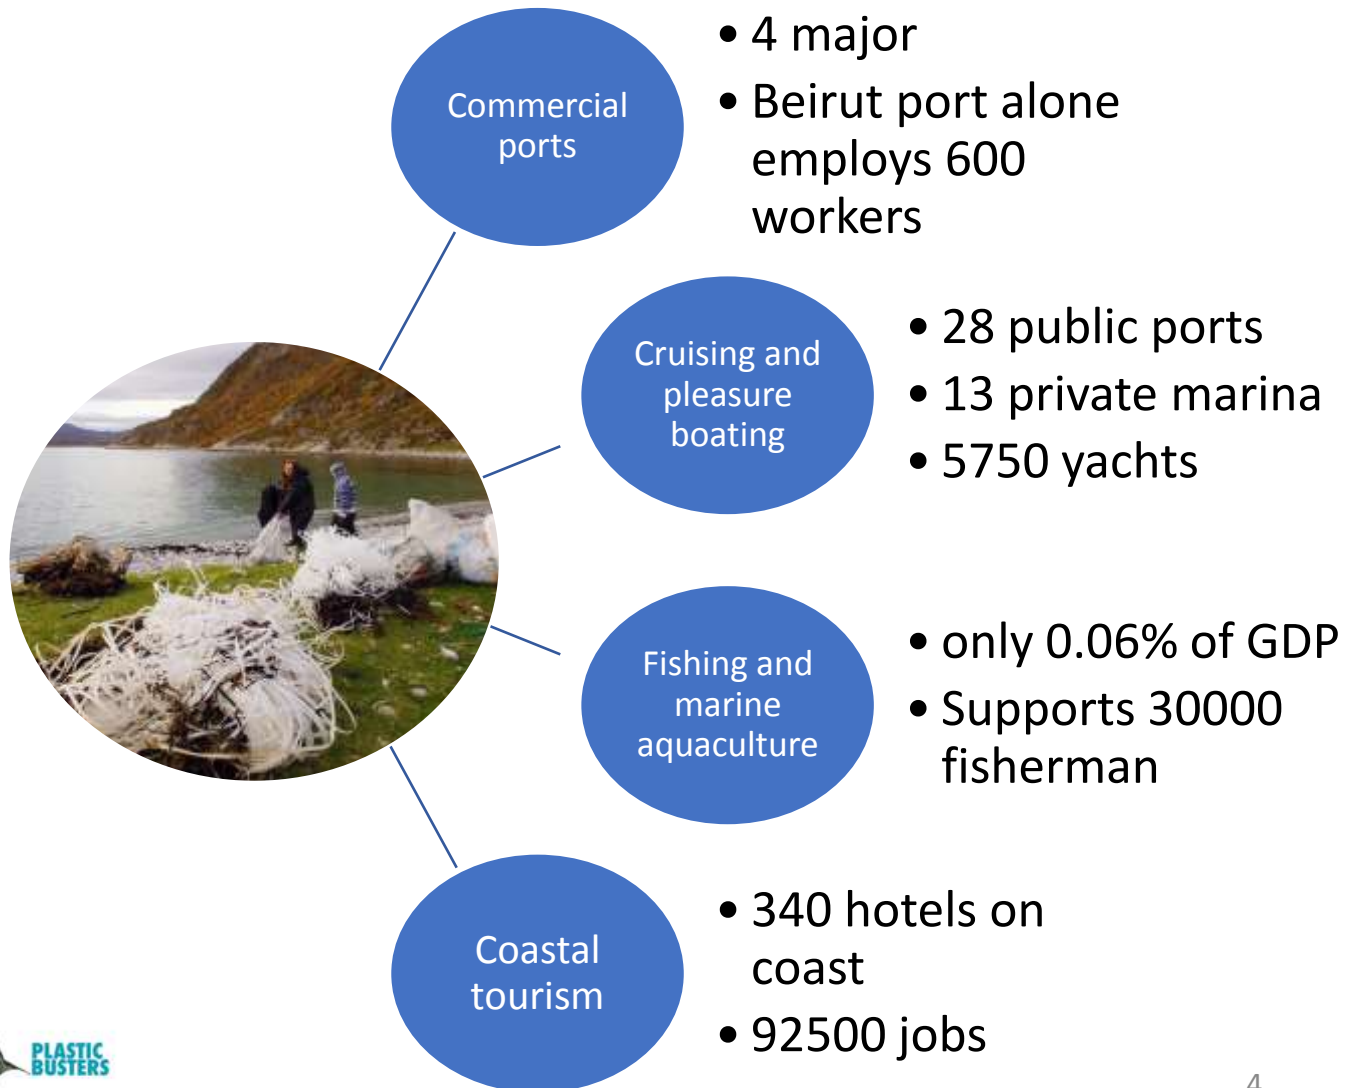 Commercial
ports
• 4 major
• Beirut port alone
employs 600
workers
Cruising and
pleasure
boating
• 28 public ports
• 13 private marina
• 5750 yachts
Fishing and
marine
aquaculture
• only 0.06% of GDP
• Supports 30000
fisherman
Coastal
tourism
• 340 hotels on
coast
• 92500 jobs
PLASTIC
BUSTERS
4